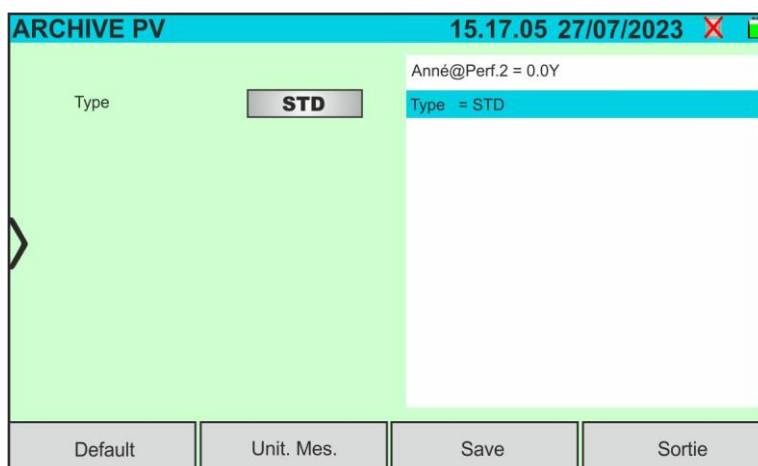 ARCHIVE PV 15.17.05 27/07/2023
Anné@Perf.2 = 0.0Y
Type STD Type = STD
Default Unit. Mes. Save Sortie